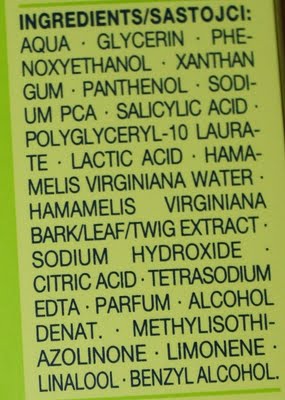 INGREDIENTS/SASTOJCI:
AQUA · GLYCERIN · PHE-
NOXYETHANOL · XANTHAN
GUM · PANTHENOL · SODI-
UM PCA · SALICYLIC ACID ·
POLYGLYCERYL-10 LAURA-
TE · LACTIC ACID · HAMA-
MELIS VIRGINIANA WATER ·
HAMAMELIS VIRGINIANA
BARK/LEAF/TWIG EXTRACT ·
SODIUM HYDROXIDE ·
CITRIC ACID · TETRASODIUM
EDTA · PARFUM · ALCOHOL
DENAT. · METHYLISOTHI-
AZOLINONE · LIMONENE ·
LINALOOL · BENZYL ALCOHOL.